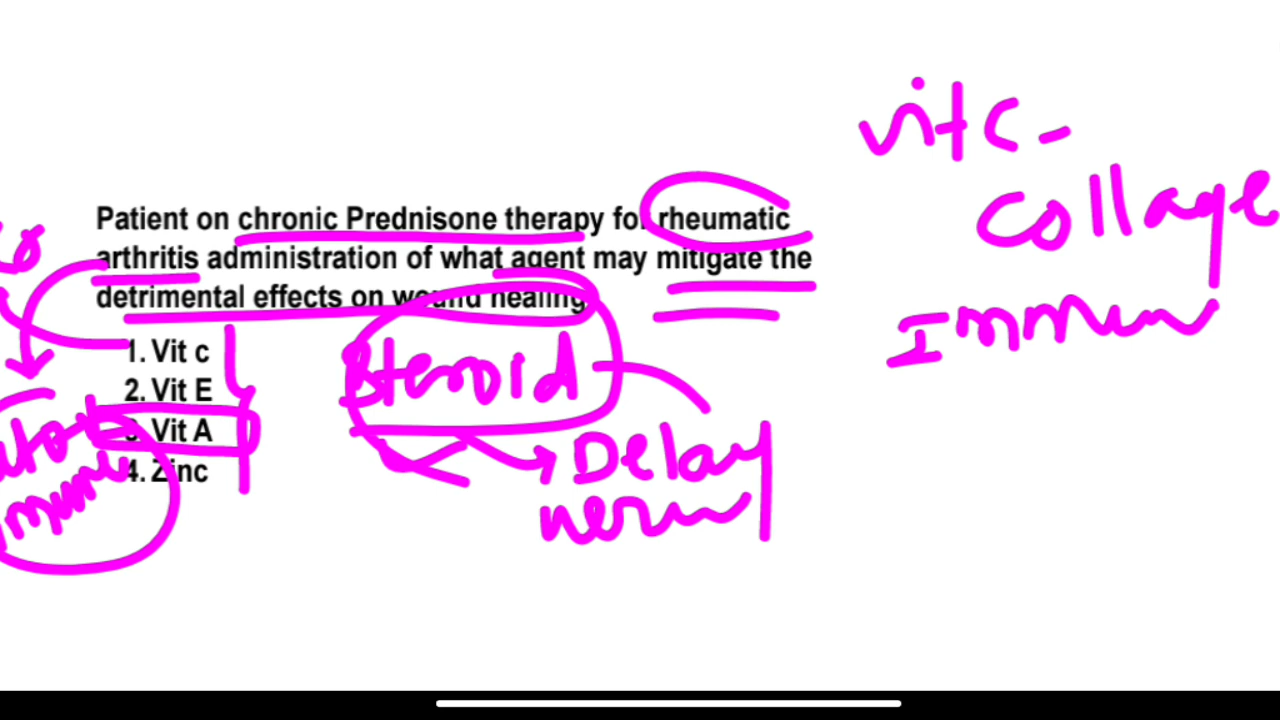 vit c -
collage
Immun
Patient on chronic Prednisone therapy for rheumatic
arthritis administration of what agent may mitigate the
detrimental effects on wound healing
1. Vit c
2. Vit E
3. Vit A
4. Zinc
Steroid
Delay